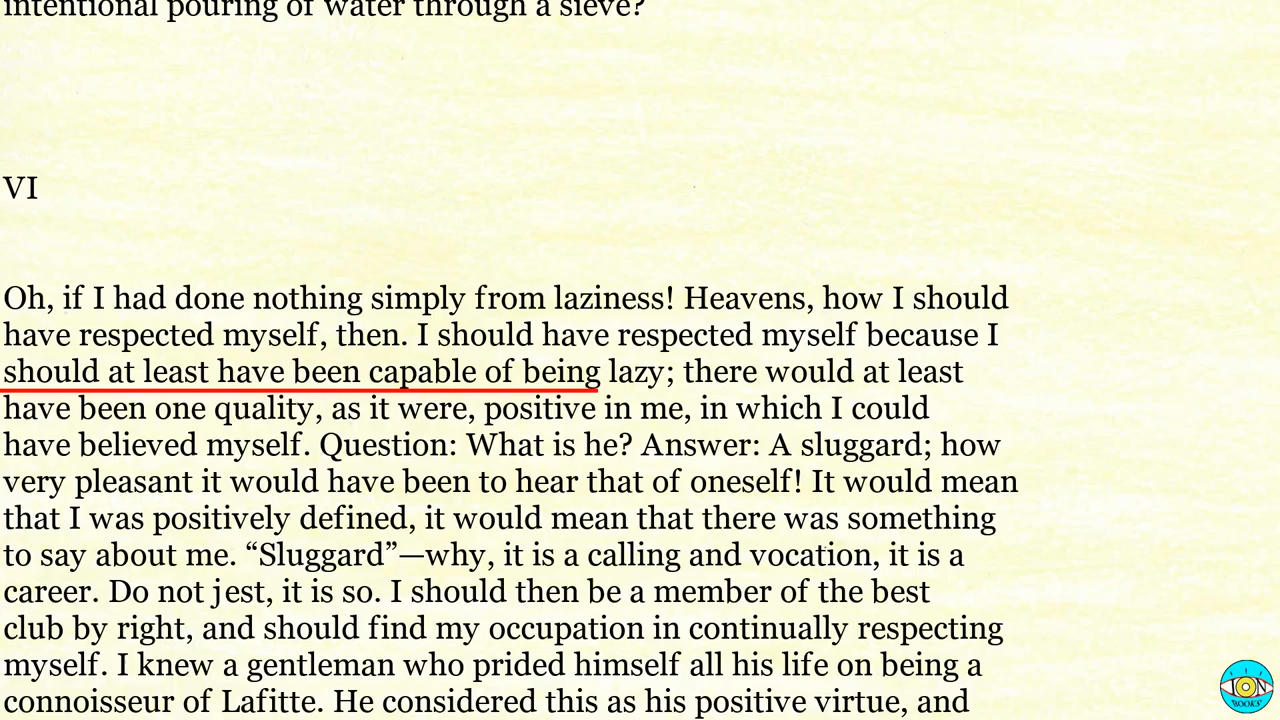 intentional pouring of water through a sieve?
VI
Oh, if I had done nothing simply from laziness! Heavens, how I should
have respected myself, then. I should have respected myself because I
should at least have been capable of being lazy; there would at least
have been one quality, as it were, positive in me, in which I could
have believed myself. Question: What is he? Answer: A sluggard; how
very pleasant it would have been to hear that of oneself! It would mean
that I was positively defined, it would mean that there was something
to say about me. “Sluggard”—why, it is a calling and vocation, it is a
career. Do not jest, it is so. I should then be a member of the best
club by right, and should find my occupation in continually respecting
myself. I knew a gentleman who prided himself all his life on being a
connoisseur of Lafitte. He considered this as his positive virtue, and
ION
BOOKS